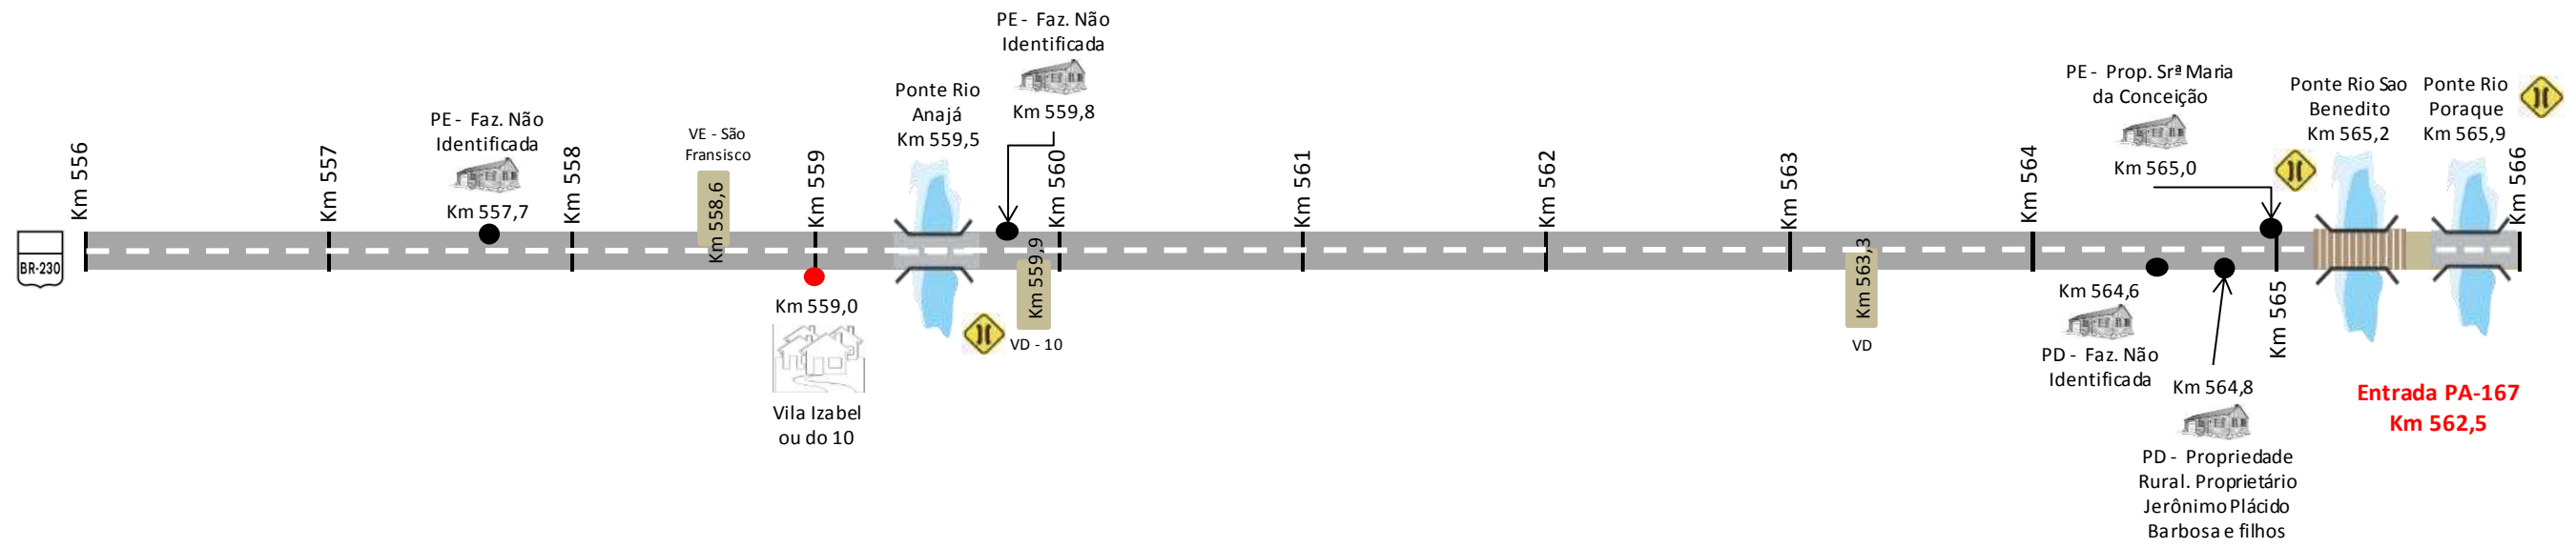 BR-230
Km 556
Km 557
PE - Faz. Não
Identificada
Km 557,7
Km 558
VE - São
Fransisco
Km 558,6
Km 559
Km 559,0
Vila Izabel
ou do 10
Ponte Rio
Anajá
Km 559,5
PE - Faz. Não
Identificada
Km 559,8
Km 559,9
VD - 10
Km 560
Km 561
Km 562
Km 563
Km 563,3
VD
Km 564
Km 564,6
PD - Faz. Não
Identificada
Km 564,8
PD - Propriedade
Rural. Proprietário
Jerônimo Plácido
Barbosa e filhos
PE - Prop. Srª Maria
da Conceição
Km 565,0
Km 565
Ponte Rio Sao
Benedito
Km 565,2
Ponte Rio
Poraque
Km 565,9
Km 566
Entrada PA-167
Km 562,5